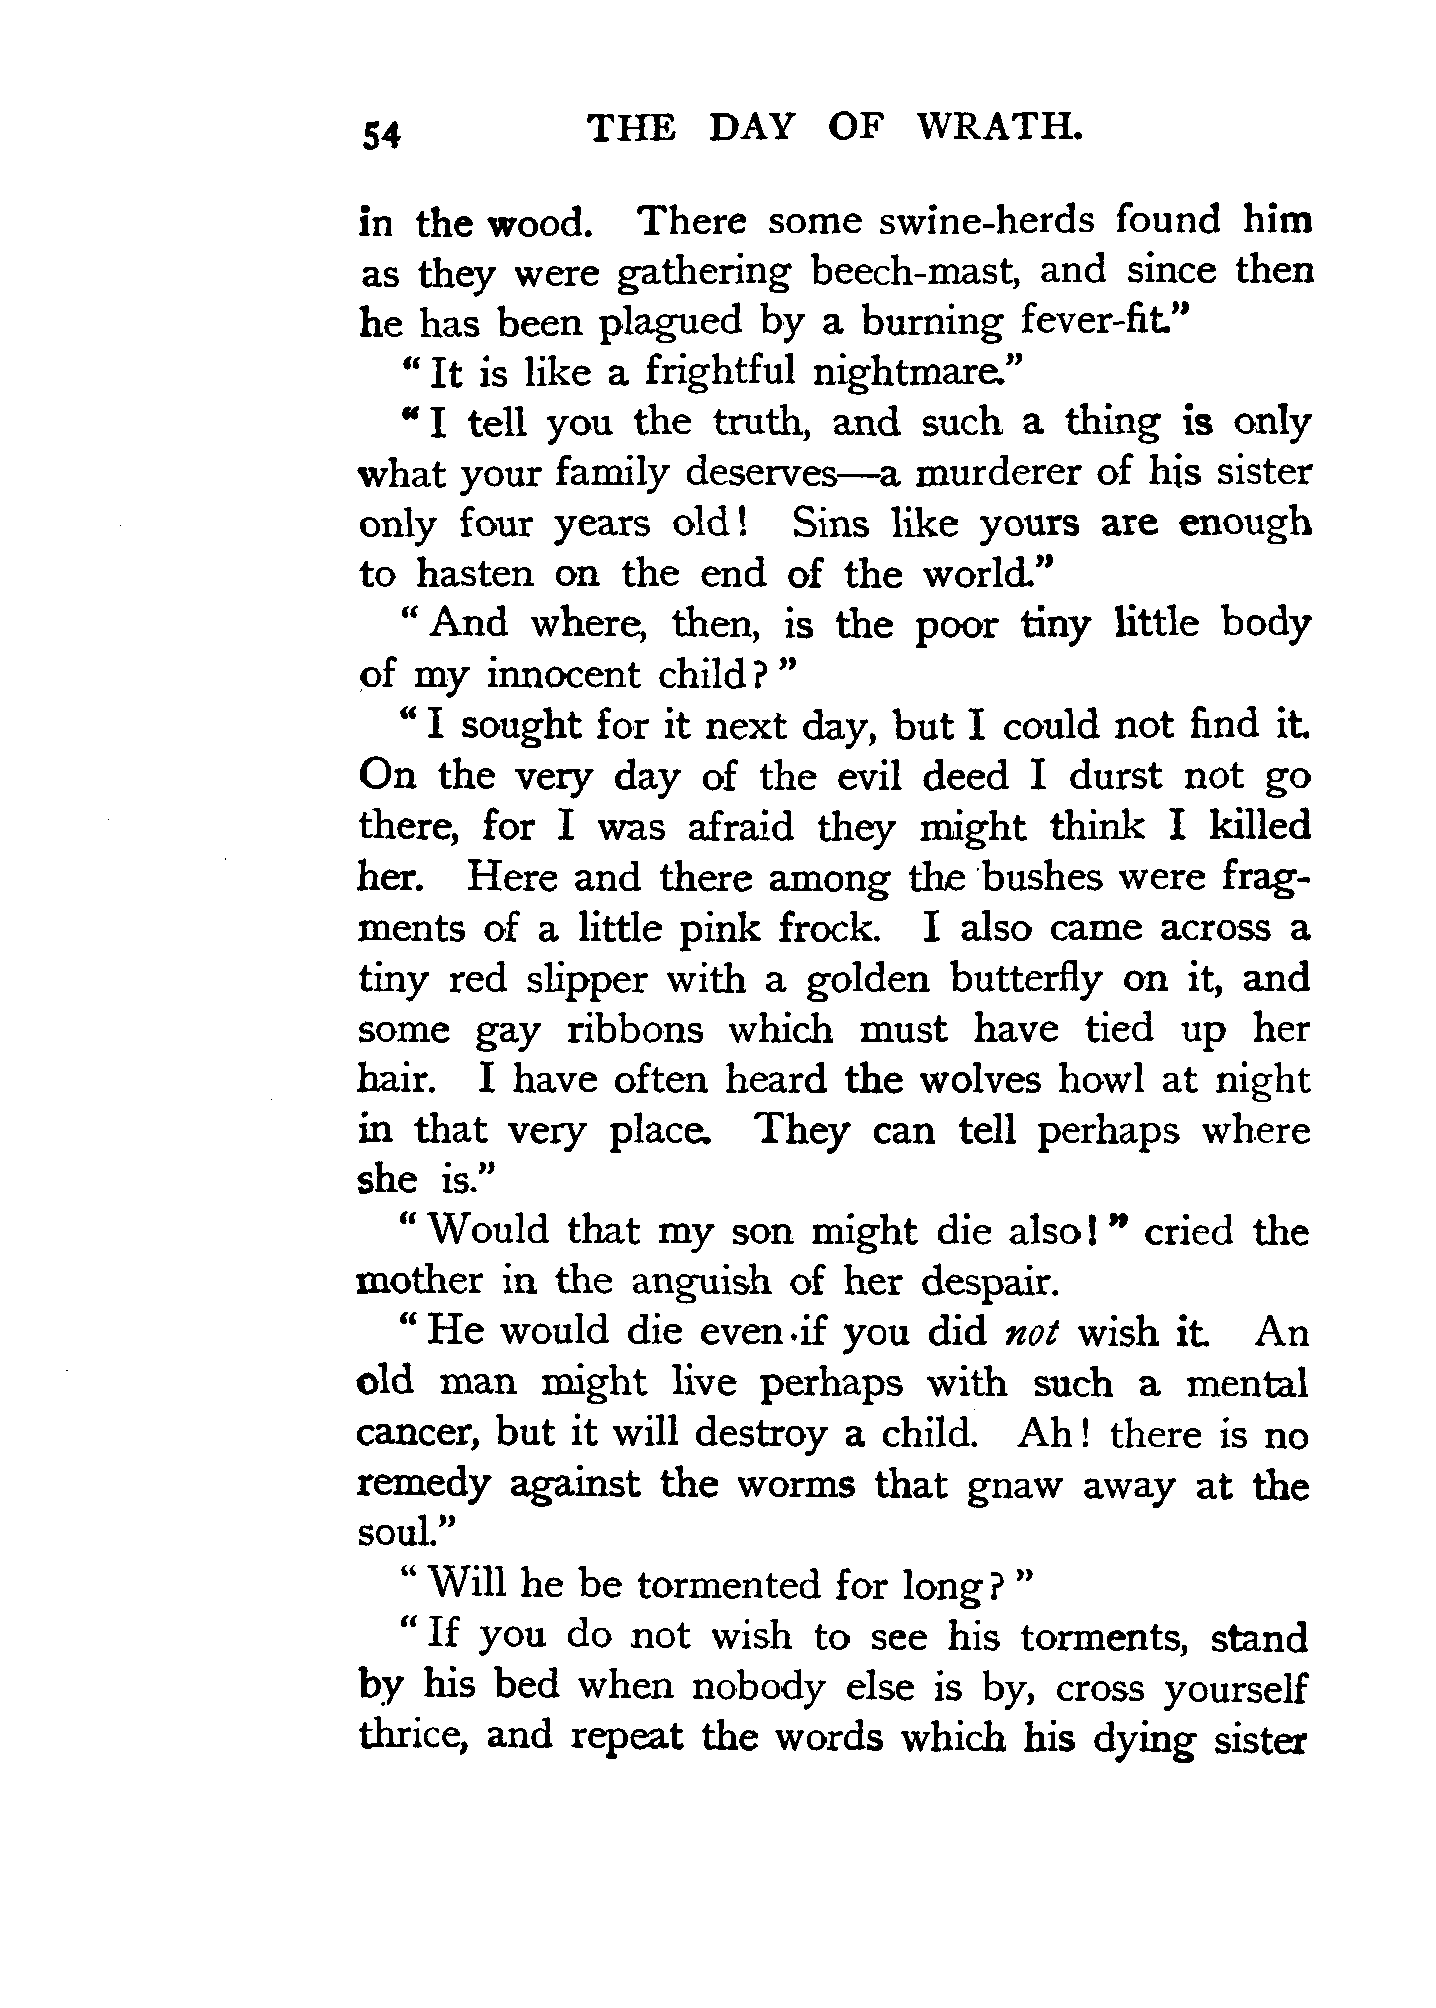 54 THE DAY OF WRATH.
in the wood. There some swine-herds found him
as they were gathering beech-mast, and since then
he has been plagued by a burning fever-fit."
"It is like a frightful nightmare."
"I tell you the truth, and such a thing is only
what your family deserves—a murderer of his sister
only four years old! Sins like yours are enough
to hasten on the end of the world."
"And where, then, is the poor tiny little body
of my innocent child?"
"I sought for it next day, but I could not find it.
On the very day of the evil deed I durst not go
there, for I was afraid they might think I killed
her. Here and there among the bushes were frag-
ments of a little pink frock. I also came across a
tiny red slipper with a golden butterfly on it, and
some gay ribbons which must have tied up her
hair. I have often heard the wolves howl at night
in that very place. They can tell perhaps where
she is."
"Would that my son might die also!" cried the
mother in the anguish of her despair.
"He would die even if you did not wish it. An
old man might live perhaps with such a mental
cancer, but it will destroy a child. Ah! there is no
remedy against the worms that gnaw away at the
soul."
"Will he be tormented for long?"
"If you do not wish to see his torments, stand
by his bed when nobody else is by, cross yourself
thrice, and repeat the words which his dying sister